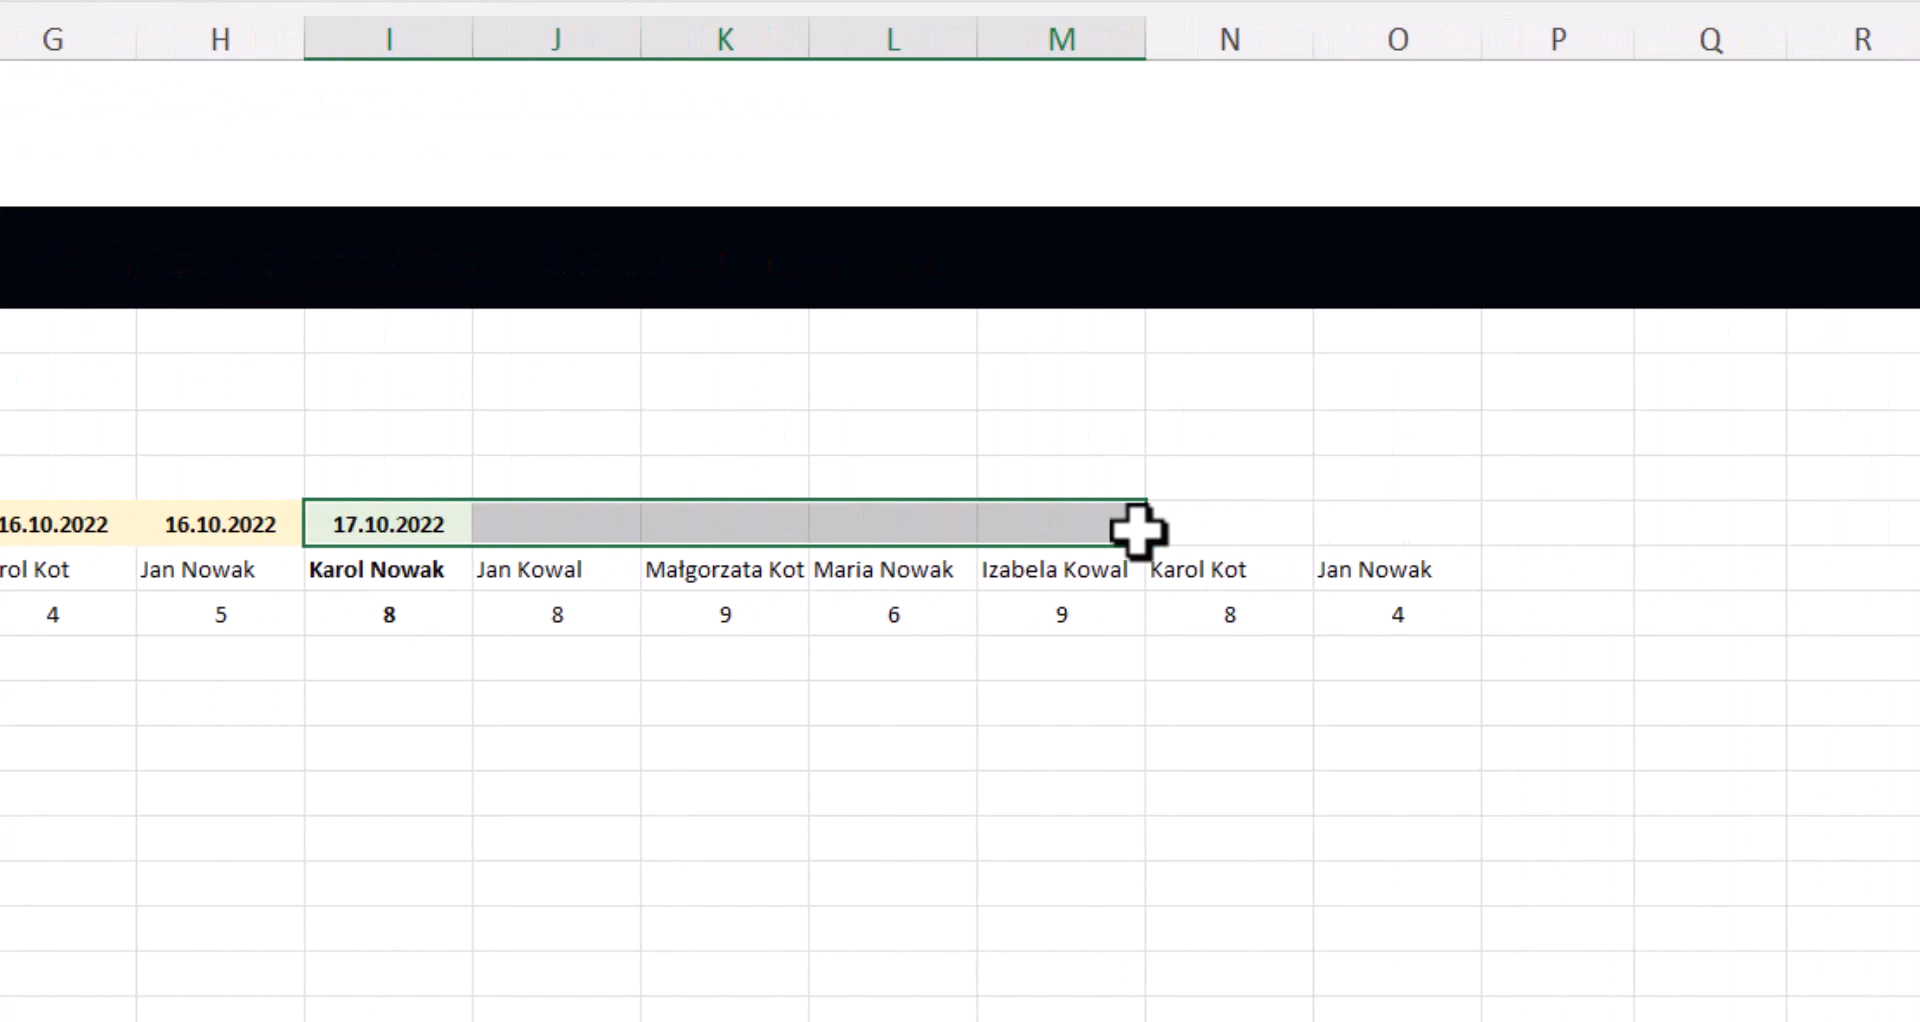 G H I J K L M N O P Q R
16.10.2022 16.10.2022 17.10.2022
rol Kot Jan Nowak Karol Nowak Jan Kowal Małgorzata Kot Maria Nowak Izabela Kowal Karol Kot Jan Nowak
4 5 8 8 9 6 9 8 4